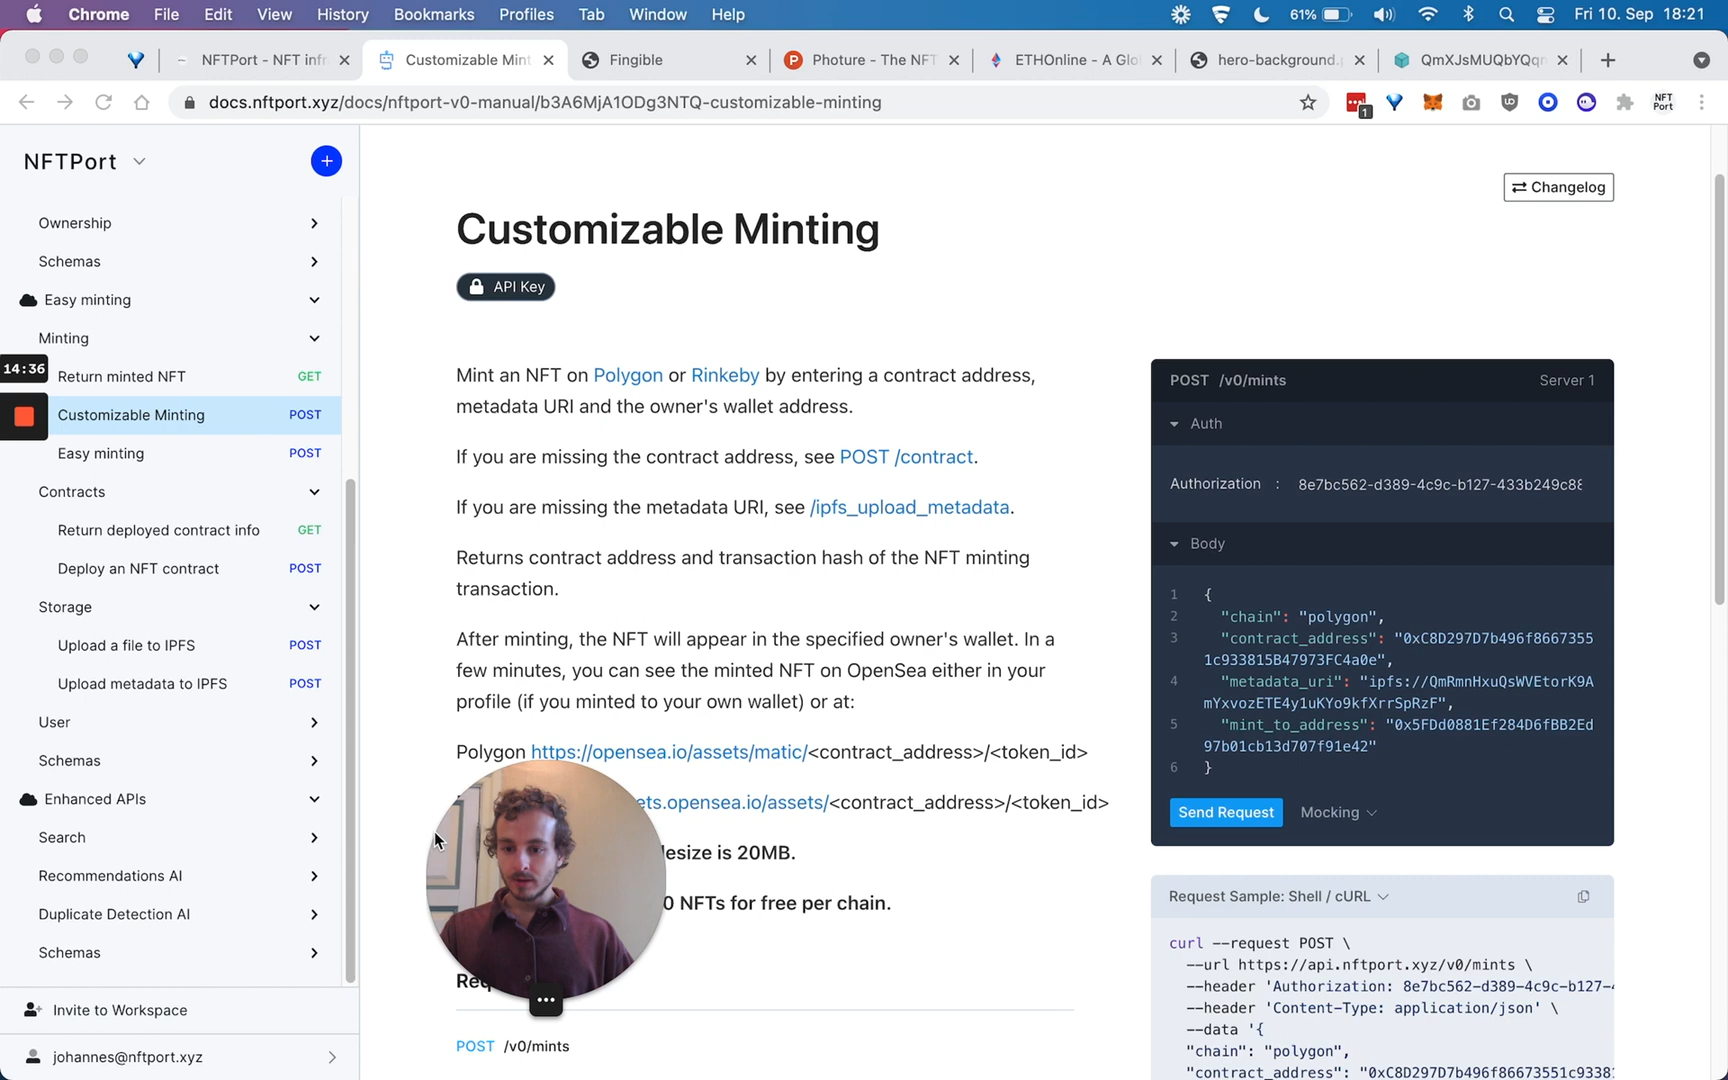 Chrome File Edit View History Bookmarks Profiles Tab Window Help 61% Fri 10. Sep 18:21
NFTPort - NFT infr
Customizable Mint
Fingible
Photure - The NFT
ETHOnline - A Glo
hero-background.p
QmXJsMUQbYQqr
docs.nftport.xyz/docs/nftport-v0-manual/b3A6MjA1ODg3NTQ-customizable-minting
1
NFT
Port
NFTPort
Ownership
Schemas
Easy minting
Minting
14:36
Return minted NFT GET
Customizable Minting POST
Easy minting POST
Contracts
Return deployed contract info GET
Deploy an NFT contract POST
Storage
Upload a file to IPFS POST
Upload metadata to IPFS POST
User
Schemas
Enhanced APIs
Search
Recommendations AI
Duplicate Detection AI
Schemas
Invite to Workspace
johannes@nftport.xyz
Changelog
Customizable Minting
API Key
Mint an NFT on Polygon or Rinkeby by entering a contract address,
metadata URI and the owner's wallet address.
If you are missing the contract address, see POST /contract.
If you are missing the metadata URI, see /ipfs_upload_metadata.
Returns contract address and transaction hash of the NFT minting
transaction.
After minting, the NFT will appear in the specified owner's wallet. In a
few minutes, you can see the minted NFT on OpenSea either in your
profile (if you minted to your own wallet) or at:
Polygon https://opensea.io/assets/matic/<contract_address>/<token_id>
ets.opensea.io/assets/<contract_address>/<token_id>
lesize is 20MB.
0 NFTs for free per chain.
Req
POST /v0/mints
POST /v0/mints Server 1
Auth
Authorization : 8e7bc562-d389-4c9c-b127-433b249c88
Body
1 {
2 "chain": "polygon",
3 "contract_address": "0xC8D297D7b496f8667355
1c933815B47973FC4a0e",
4 "metadata_uri": "ipfs://QmRmnHxuQsWVEtorK9A
mYxvozETE4y1uKYo9kfXrrSpRzF",
5 "mint_to_address": "0x5FDd0881Ef284D6fBB2Ed
97b01cb13d707f91e42"
6 }
Send Request Mocking
Request Sample: Shell / cURL
curl --request POST \
--url https://api.nftport.xyz/v0/mints \
--header 'Authorization: 8e7bc562-d389-4c9c-b127-4
--header 'Content-Type: application/json' \
--data '{
"chain": "polygon",
"contract_address": "0xC8D297D7b496f86673551c93381